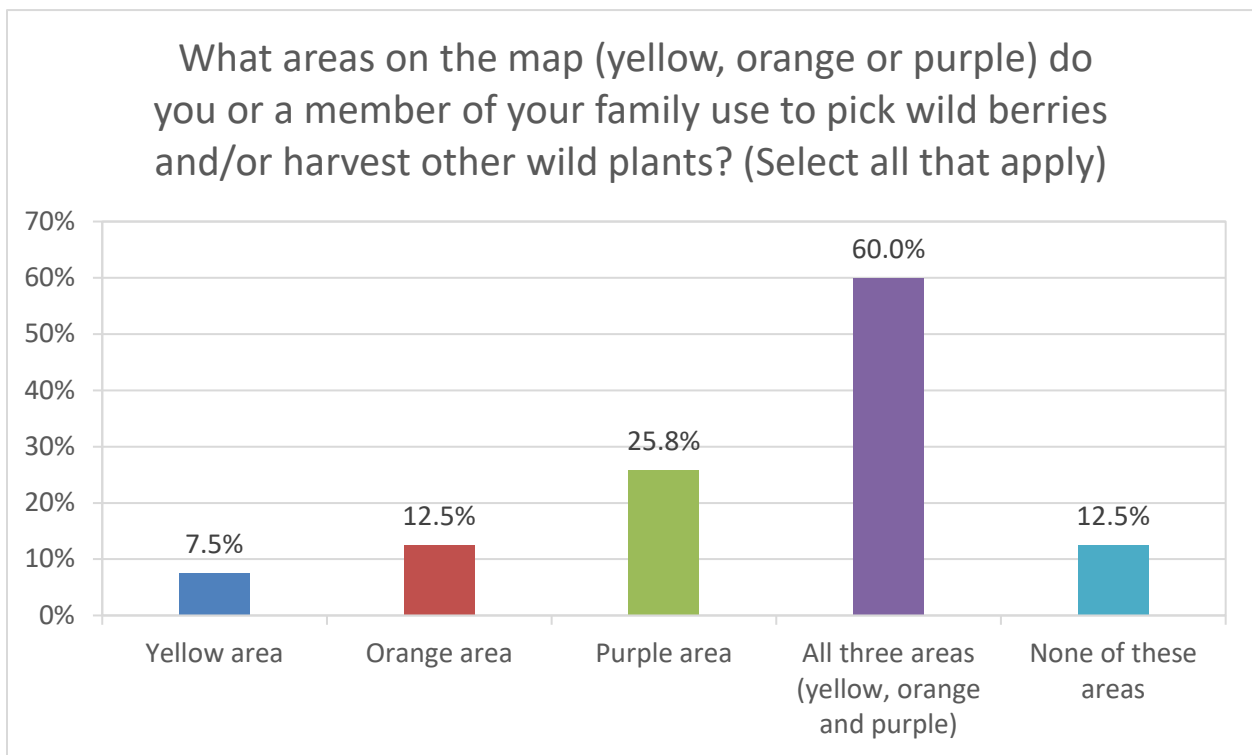 What areas on the map (yellow, orange or purple) do
you or a member of your family use to pick wild berries
and/or harvest other wild plants? (Select all that apply)
70%
60%
50%
40%
30%
20%
10%
0%
7.5%
12.5%
25.8%
60.0%
12.5%
Yellow area
Orange area
Purple area
All three areas
(yellow, orange
and purple)
None of these
areas